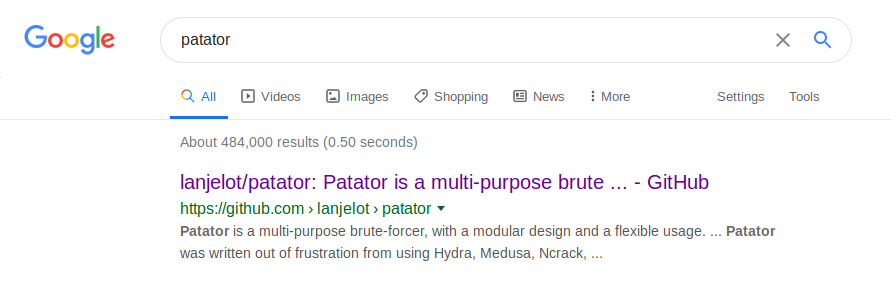 Google
patator
All Videos Images Shopping News More Settings Tools
About 484,000 results (0.50 seconds)
lanjelot/patator: Patator is a multi-purpose brute ... - GitHub
https://github.com › lanjelot › patator
Patator is a multi-purpose brute-forcer, with a modular design and a flexible usage. ... Patator
was written out of frustration from using Hydra, Medusa, Ncrack, ...